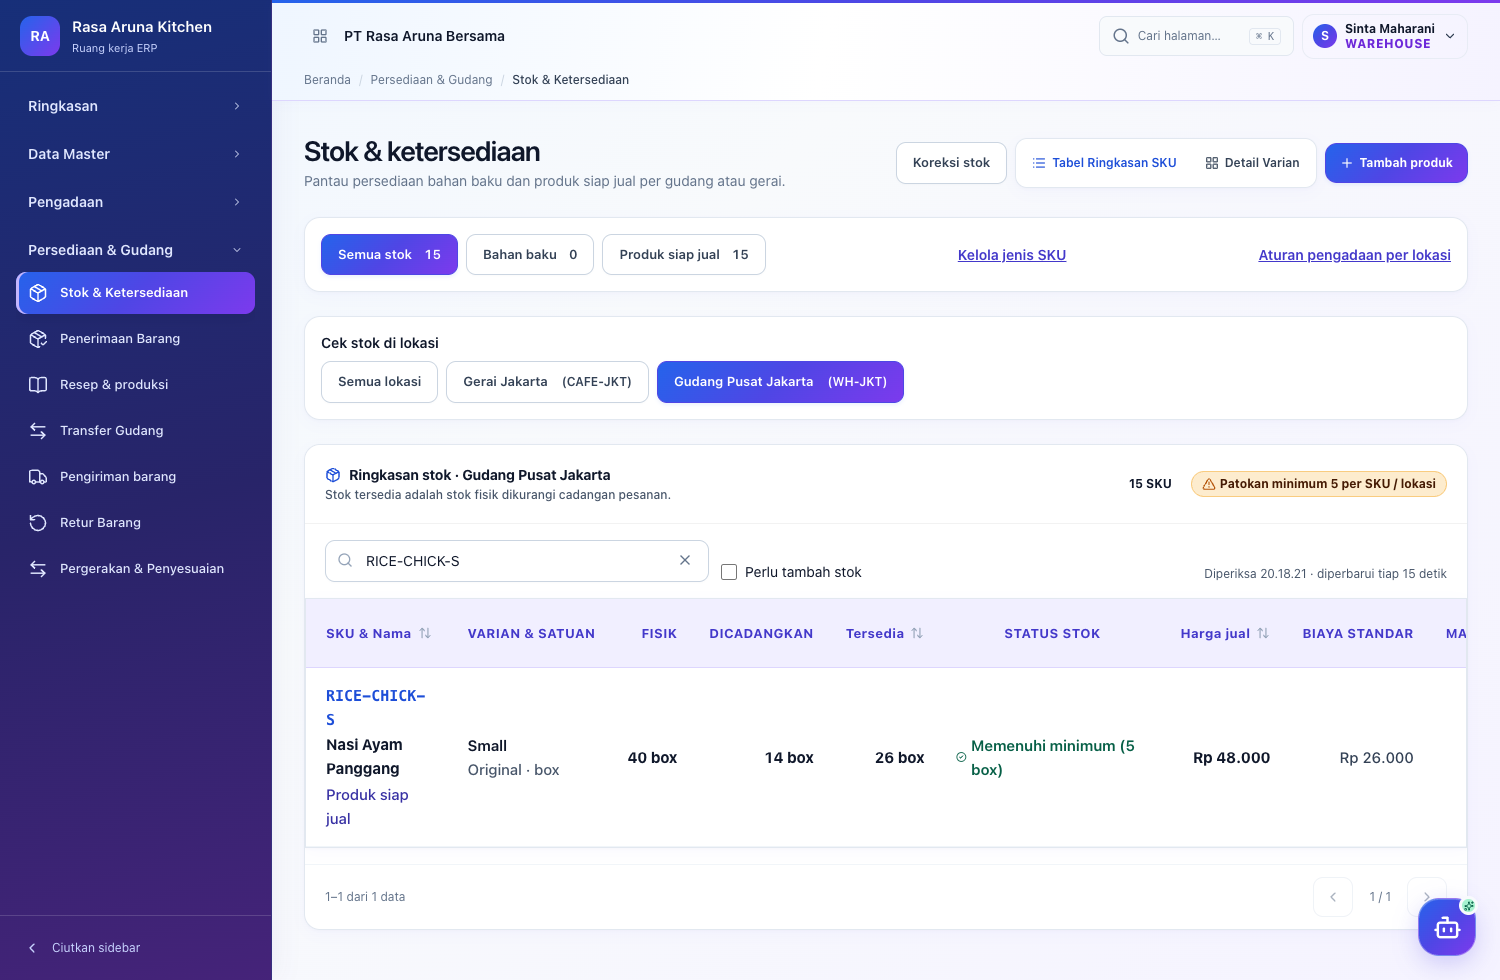 RA
Rasa Aruna Kitchen
Ruang kerja ERP
Ringkasan
Data Master
Pengadaan
Persediaan & Gudang
Stok & Ketersediaan
Penerimaan Barang
Resep & produksi
Transfer Gudang
Pengiriman barang
Retur Barang
Pergerakan & Penyesuaian
Ciutkan sidebar
PT Rasa Aruna Bersama
Cari halaman...
⌘ K
S
Sinta Maharani
WAREHOUSE
Beranda / Persediaan & Gudang / Stok & Ketersediaan
Stok & ketersediaan
Pantau persediaan bahan baku dan produk siap jual per gudang atau gerai.
Koreksi stok
Tabel Ringkasan SKU
Detail Varian
Tambah produk
Semua stok 15
Bahan baku 0
Produk siap jual 15
Kelola jenis SKU
Aturan pengadaan per lokasi
Cek stok di lokasi
Semua lokasi
Gerai Jakarta (CAFE-JKT)
Gudang Pusat Jakarta (WH-JKT)
Ringkasan stok · Gudang Pusat Jakarta
Stok tersedia adalah stok fisik dikurangi cadangan pesanan.
15 SKU
Patokan minimum 5 per SKU / lokasi
RICE-CHICK-S
Perlu tambah stok
Diperiksa 20.18.21 · diperbarui tiap 15 detik
SKU & Nama VARIAN & SATUAN FISIK DICADANGKAN Tersedia STATUS STOK Harga jual BIAYA STANDAR MA
RICE-CHICK-
S
Nasi Ayam
Panggang
Produk siap
jual
Small
Original · box
40 box
14 box
26 box
Memenuhi minimum (5
box)
Rp 48.000
Rp 26.000
1–1 dari 1 data
1 / 1